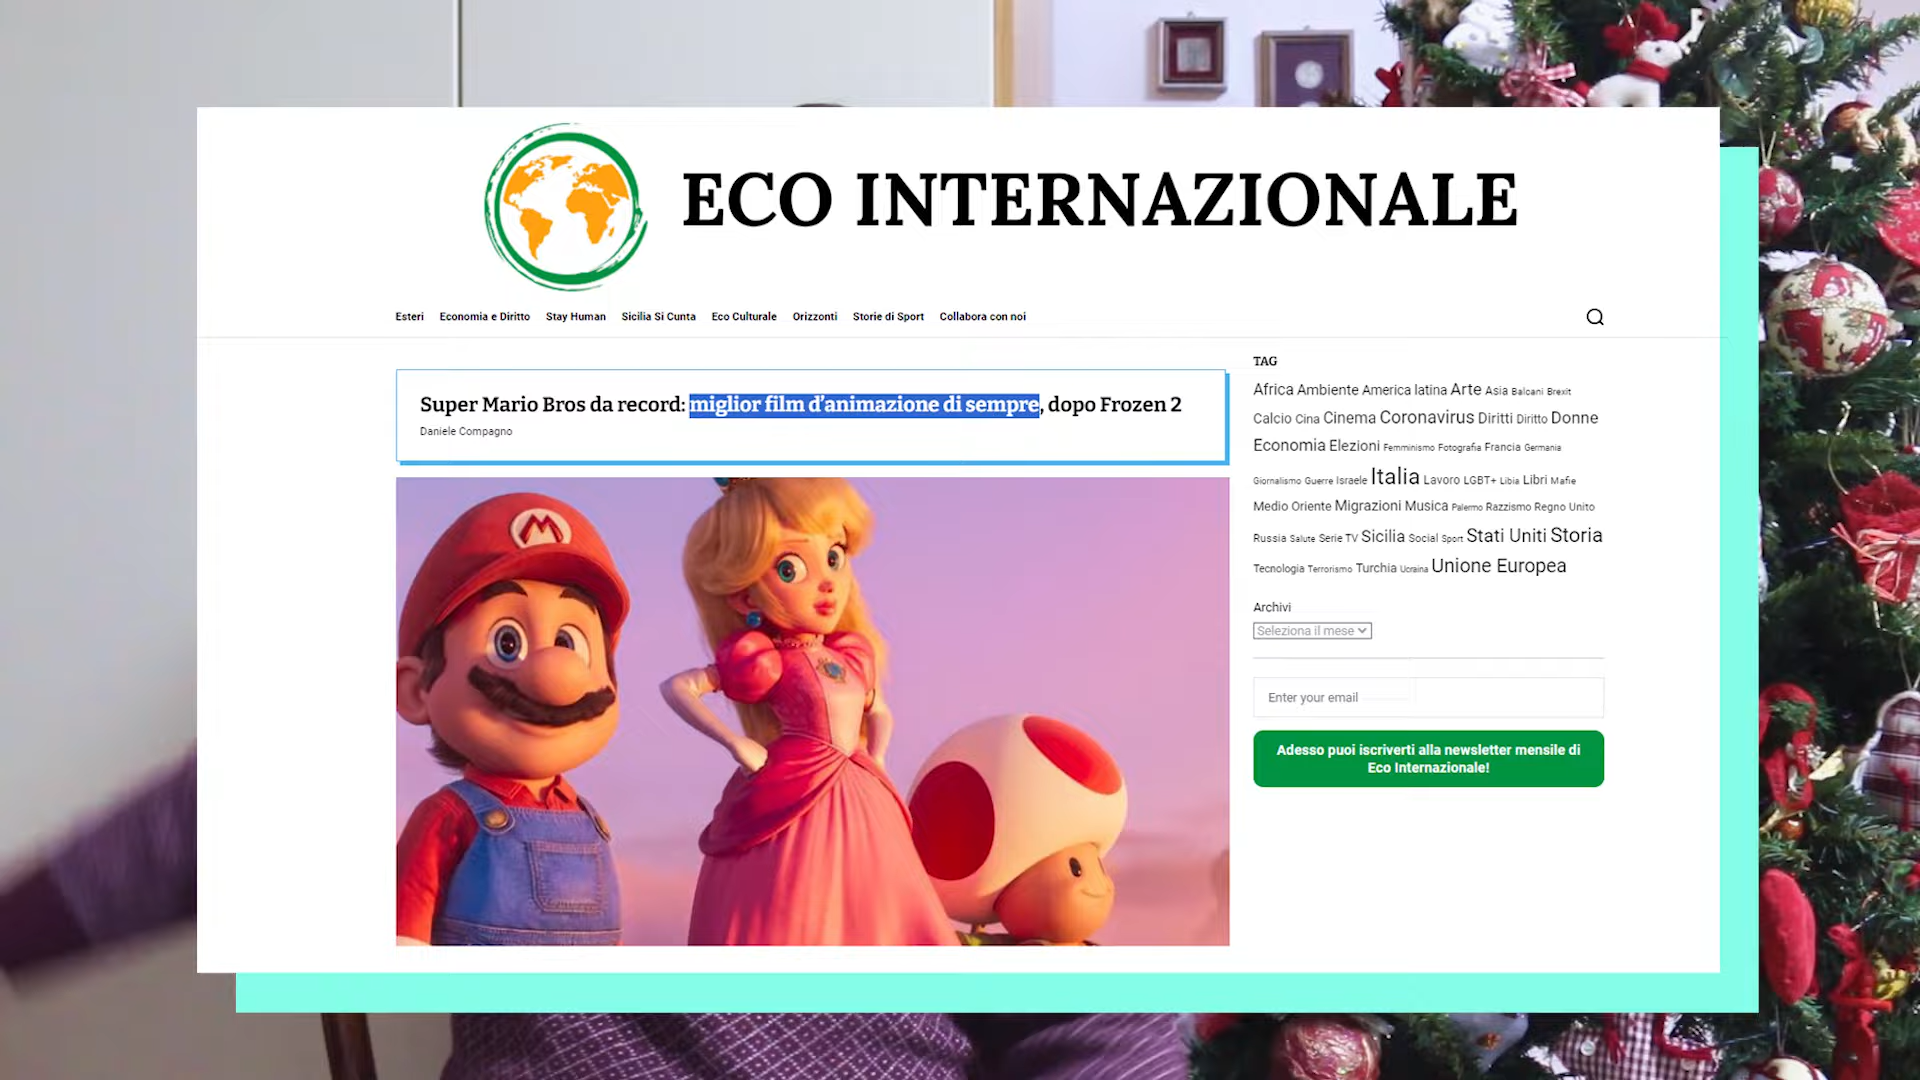 ECO INTERNAZIONALE
Esteri Economia e Diritto Stay Human Sicilia Si Cunta Eco Culturale Orizzonti Storie di Sport Collabora con noi
Super Mario Bros da record: miglior film d'animazione di sempre, dopo Frozen 2
Daniele Compagno
M
TAG
Africa Ambiente America latina Arte Asia Balcani Brexit
Calcio Cina Cinema Coronavirus Diritti Diritto Donne
Economia Elezioni Femminismo Fotografia Francia Germania
Giornalismo Guerre Israele Italia Lavoro LGBT+ Libia Libri Mafie
Medio Oriente Migrazioni Musica Palermo Razzismo Regno Unito
Russia Salute Serie TV Sicilia Social Sport Stati Uniti Storia
Tecnologia Terrorismo Turchia Ucraina Unione Europea
Archivi
Seleziona il mese
Enter your email
Adesso puoi iscriverti alla newsletter mensile di
Eco Internazionale!